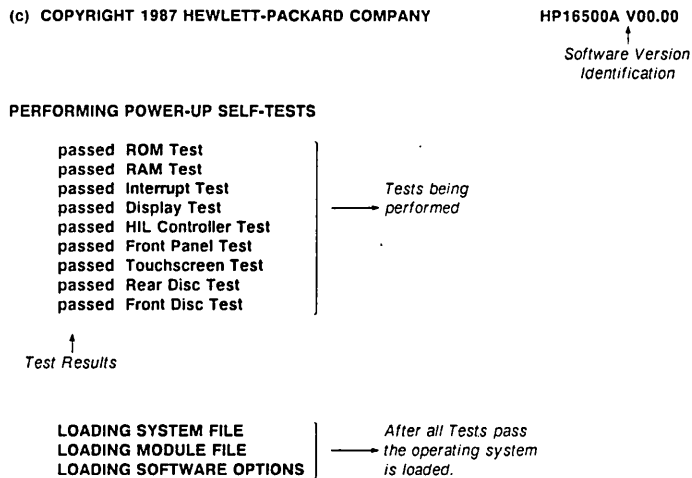 (c) COPYRIGHT 1987 HEWLETT-PACKARD COMPANY HP16500A V00.00
Software Version
Identification
PERFORMING POWER-UP SELF-TESTS
passed ROM Test
passed RAM Test
passed Interrupt Test
passed Display Test
passed HIL Controller Test
passed Front Panel Test
passed Touchscreen Test
passed Rear Disc Test
passed Front Disc Test
Tests being
performed
Test Results
LOADING SYSTEM FILE
LOADING MODULE FILE
LOADING SOFTWARE OPTIONS
After all Tests pass
the operating system
is loaded.